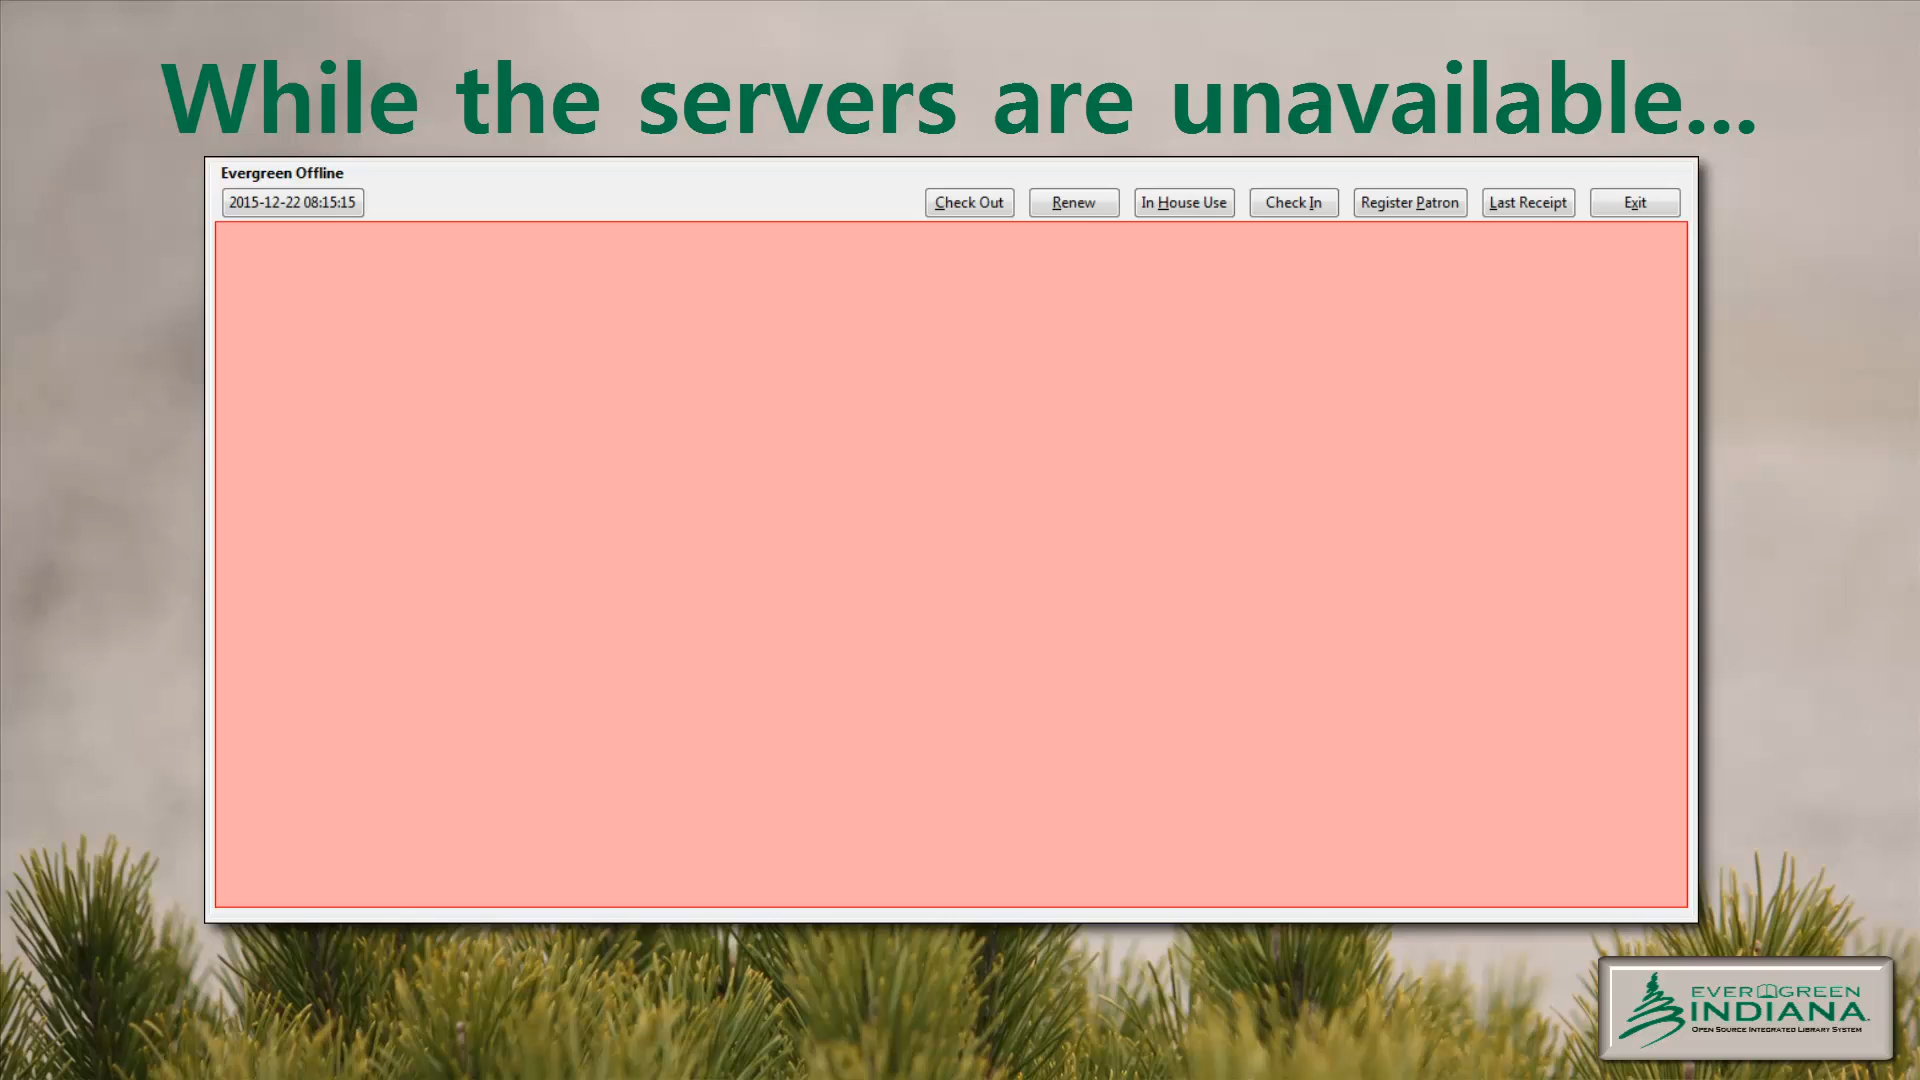 While the servers are unavailable...
Evergreen Offline
2015-12-22 08:15:15 Check Out Renew In House Use Check In Register Patron Last Receipt Exit
EVERGREEN
INDIANA
OPEN SOURCE INTEGRATED LIBRARY SYSTEM